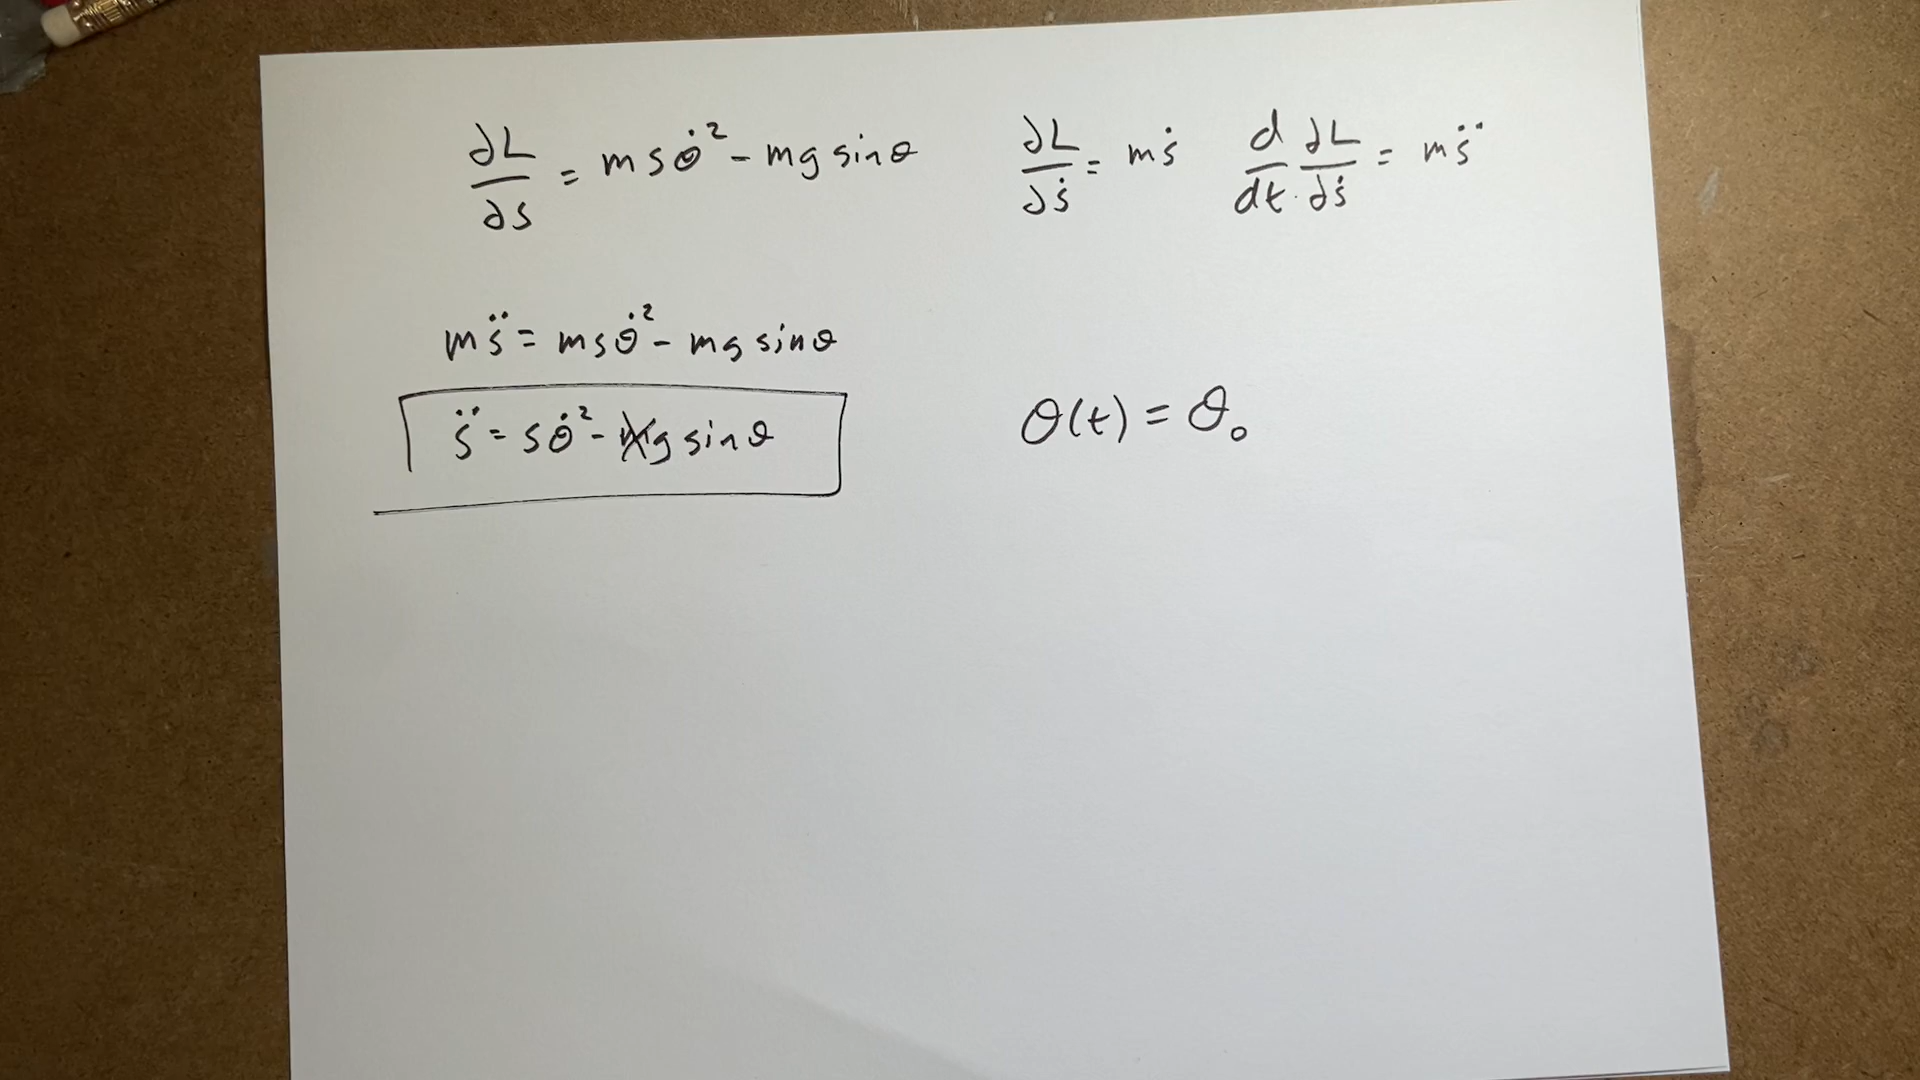 ∂L/∂s = msθ̇² - mg sinθ   ∂L/∂ṡ = mṡ   d/dt ∂L/∂ṡ = ms̈
ms̈ = msθ̇² - mg sinθ
s̈ = sθ̇² - m̶g sinθ   θ(t) = θ₀